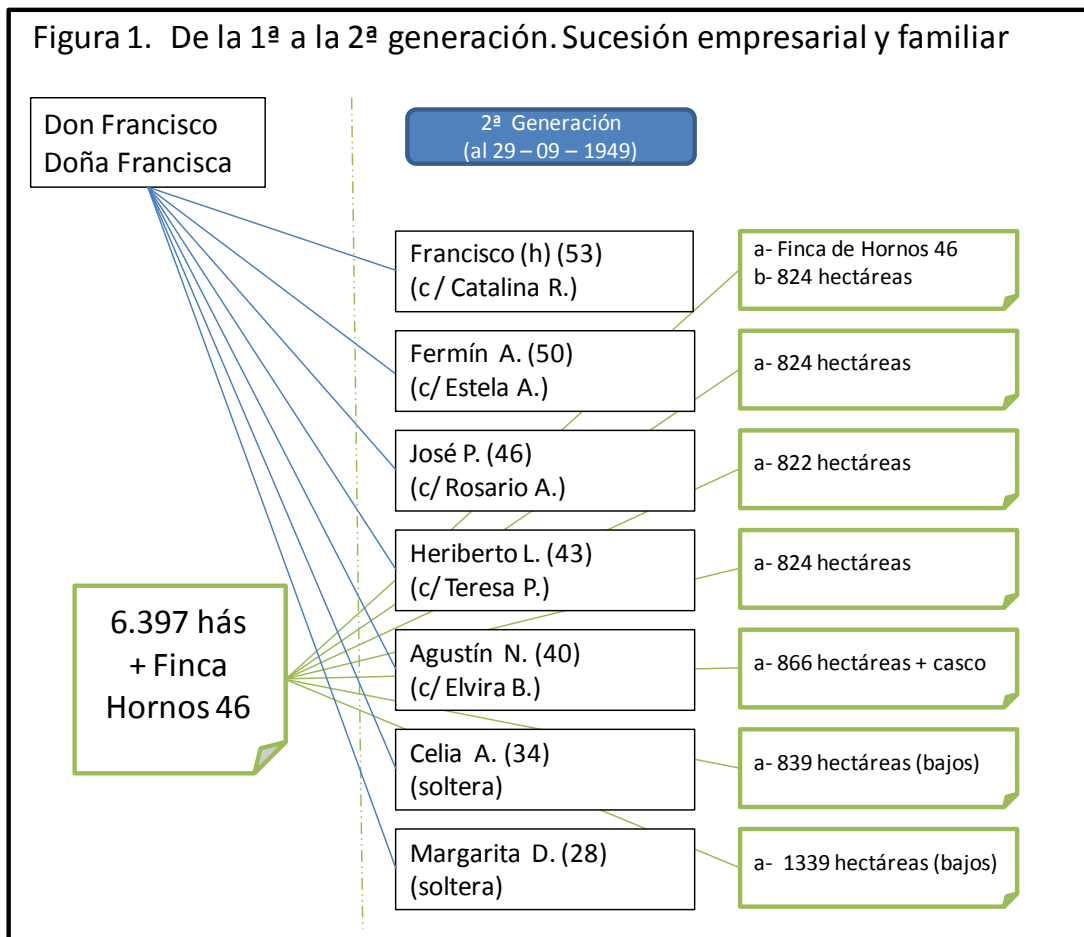 Figura 1. De la 1ª a la 2ª generación. Sucesión empresarial y familiar
Don Francisco
Doña Francisca
2ª Generación
(al 29 – 09 – 1949)
Francisco (h) (53)
(c/ Catalina R.)
a- Finca de Hornos 46
b- 824 hectáreas
Fermín A. (50)
(c/ Estela A.)
a- 824 hectáreas
José P. (46)
(c/ Rosario A.)
a- 822 hectáreas
Heriberto L. (43)
(c/ Teresa P.)
a- 824 hectáreas
6.397 hás
+ Finca
Hornos 46
Agustín N. (40)
(c/ Elvira B.)
a- 866 hectáreas + casco
Celia A. (34)
(soltera)
a- 839 hectáreas (bajos)
Margarita D. (28)
(soltera)
a- 1339 hectáreas (bajos)